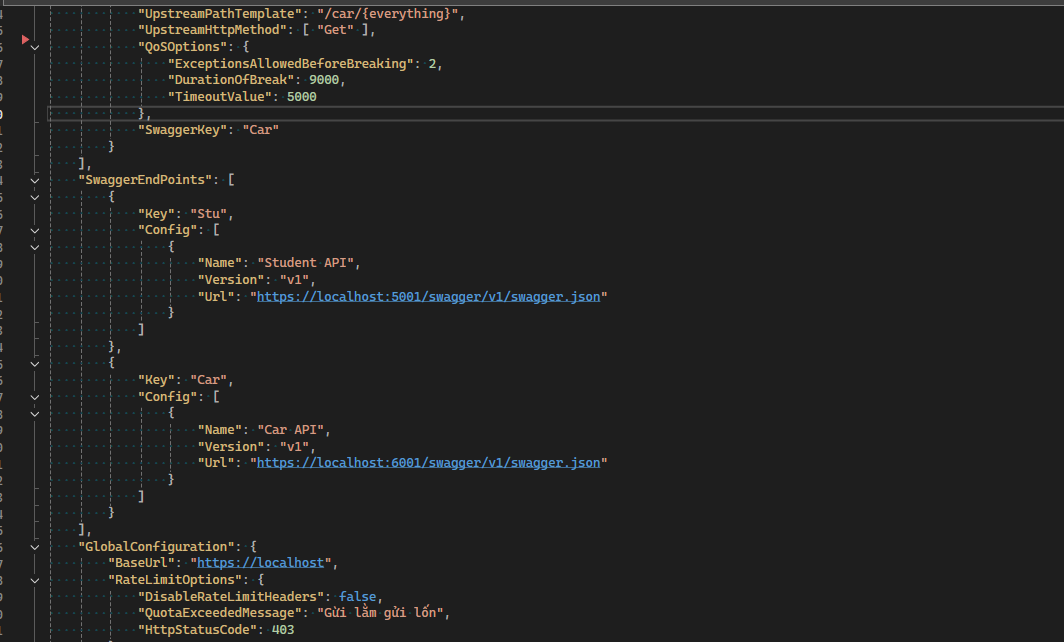 "UpstreamPathTemplate": "/car/{everything}",
"UpstreamHttpMethod": [ "Get" ],
"QoSOptions": {
"ExceptionsAllowedBeforeBreaking": 2,
"DurationOfBreak": 9000,
"TimeoutValue": 5000
},
"SwaggerKey": "Car"
}
],
"SwaggerEndPoints": [
{
"Key": "Stu",
"Config": [
{
"Name": "Student API",
"Version": "v1",
"Url": "https://localhost:5001/swagger/v1/swagger.json"
}
]
},
{
"Key": "Car",
"Config": [
{
"Name": "Car API",
"Version": "v1",
"Url": "https://localhost:6001/swagger/v1/swagger.json"
}
]
}
],
"GlobalConfiguration": {
"BaseUrl": "https://localhost",
"RateLimitOptions": {
"DisableRateLimitHeaders": false,
"QuotaExceededMessage": "Gửi lắm gửi lốn",
"HttpStatusCode": 403